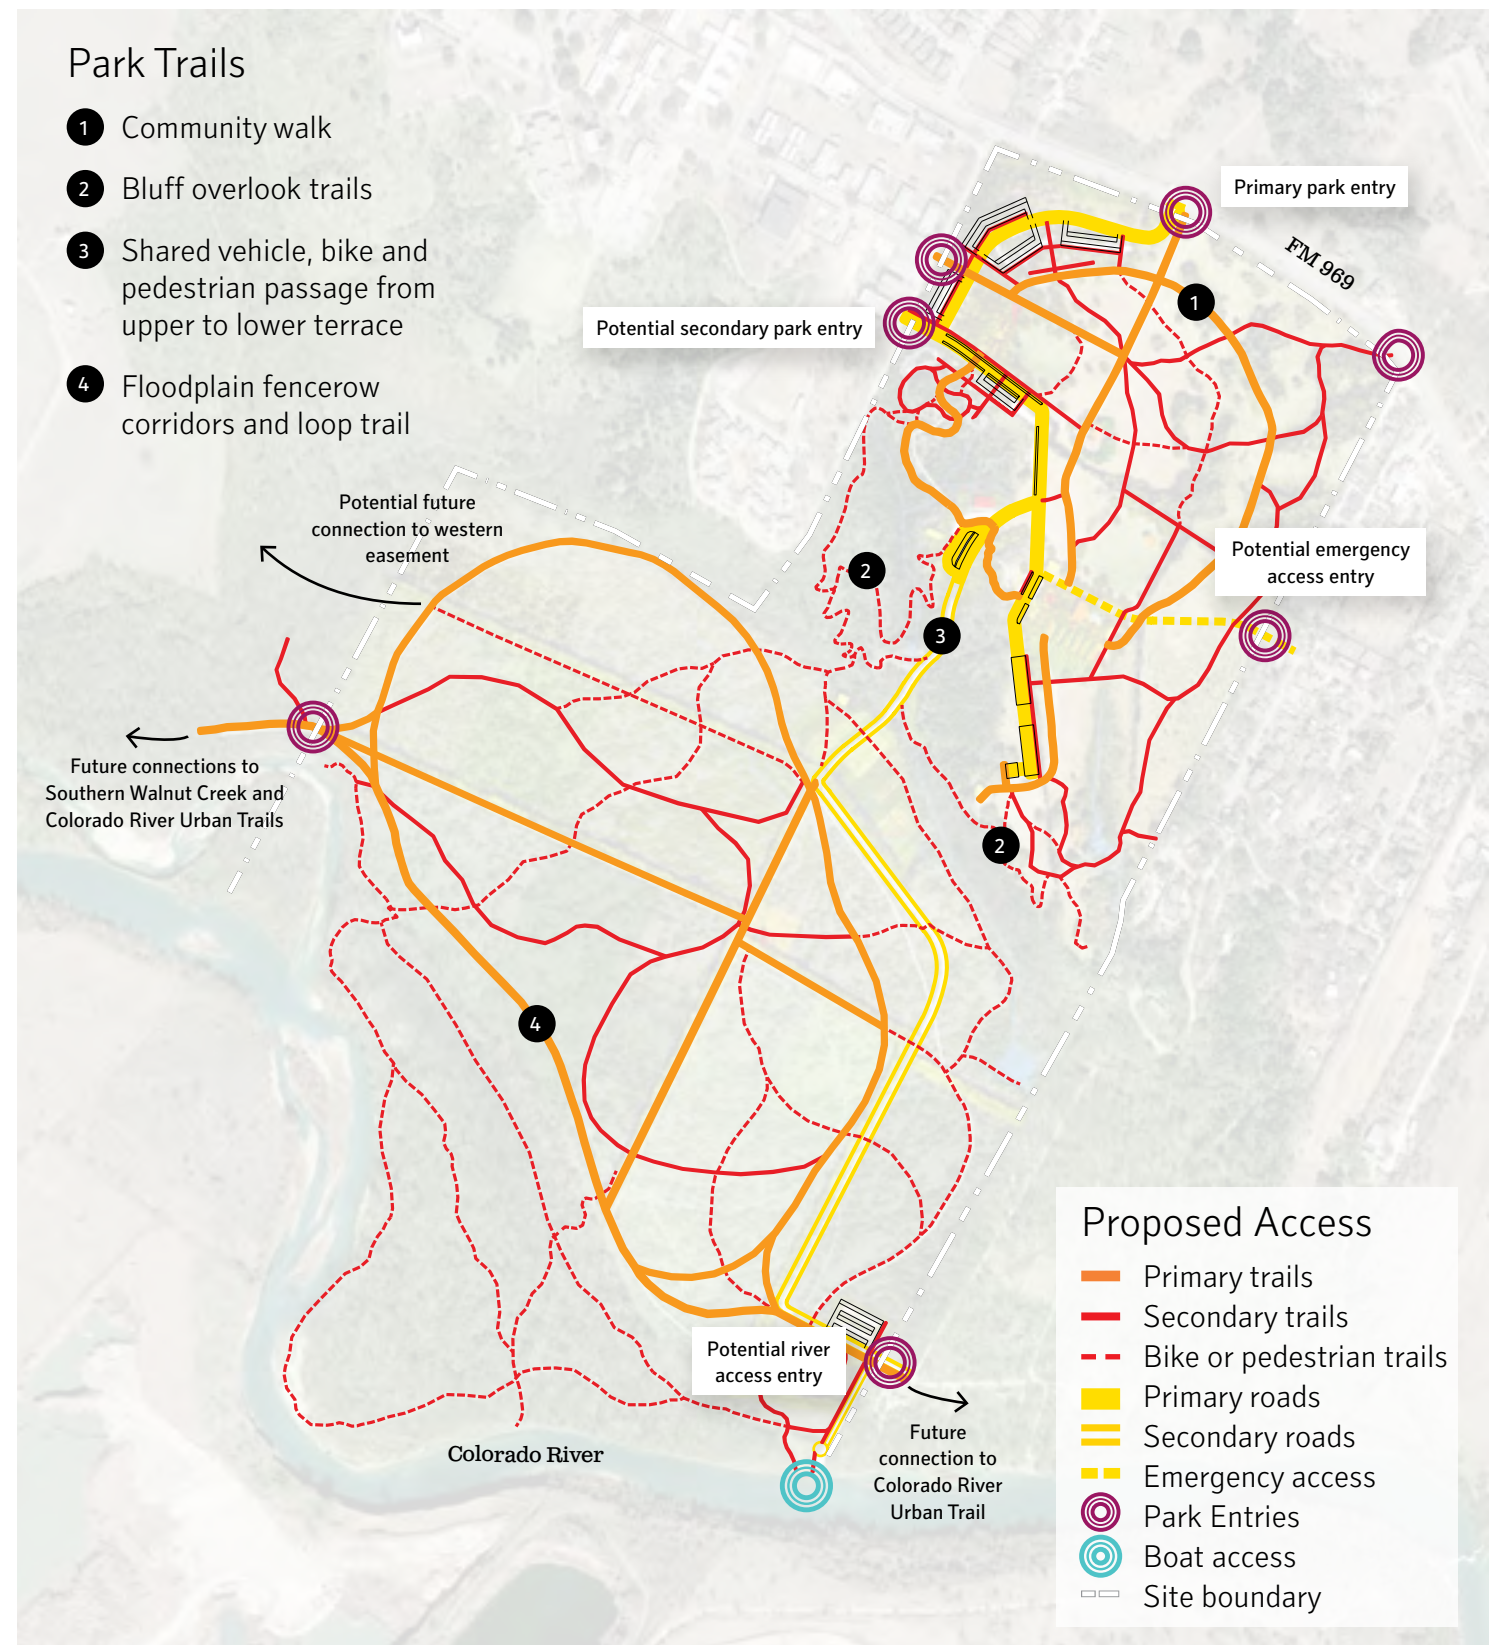 Park Trails
1 Community walk
2 Bluff overlook trails
3 Shared vehicle, bike and
pedestrian passage from
upper to lower terrace
4 Floodplain fencerow
corridors and loop trail
Primary park entry
FM 969
1
Potential secondary park entry
Potential future
connection to western
easement
Potential emergency
access entry
2
3
Future connections to
Southern Walnut Creek and
Colorado River Urban Trails
2
4
Potential river
access entry
Colorado River
Future
connection to
Colorado River
Urban Trail
Proposed Access
Primary trails
Secondary trails
Bike or pedestrian trails
Primary roads
Secondary roads
Emergency access
Park Entries
Boat access
Site boundary